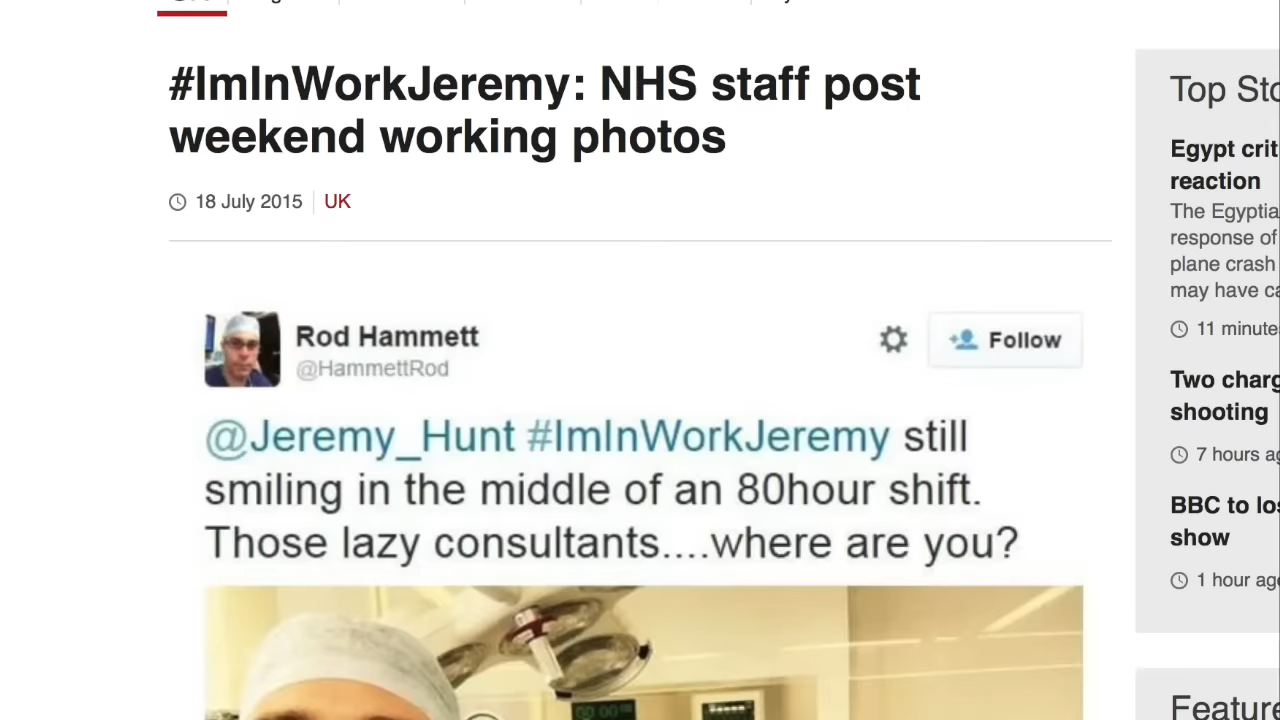 #ImInWorkJeremy: NHS staff post
weekend working photos
18 July 2015
UK
Rod Hammett
@HammettRod
Follow
@Jeremy_Hunt #ImInWorkJeremy still
smiling in the middle of an 80hour shift.
Those lazy consultants....where are you?
Top Sto
Egypt crit
reaction
The Egyptia
response of
plane crash
may have ca
11 minute
Two charg
shooting
7 hours ag
BBC to los
show
1 hour ago
Feature